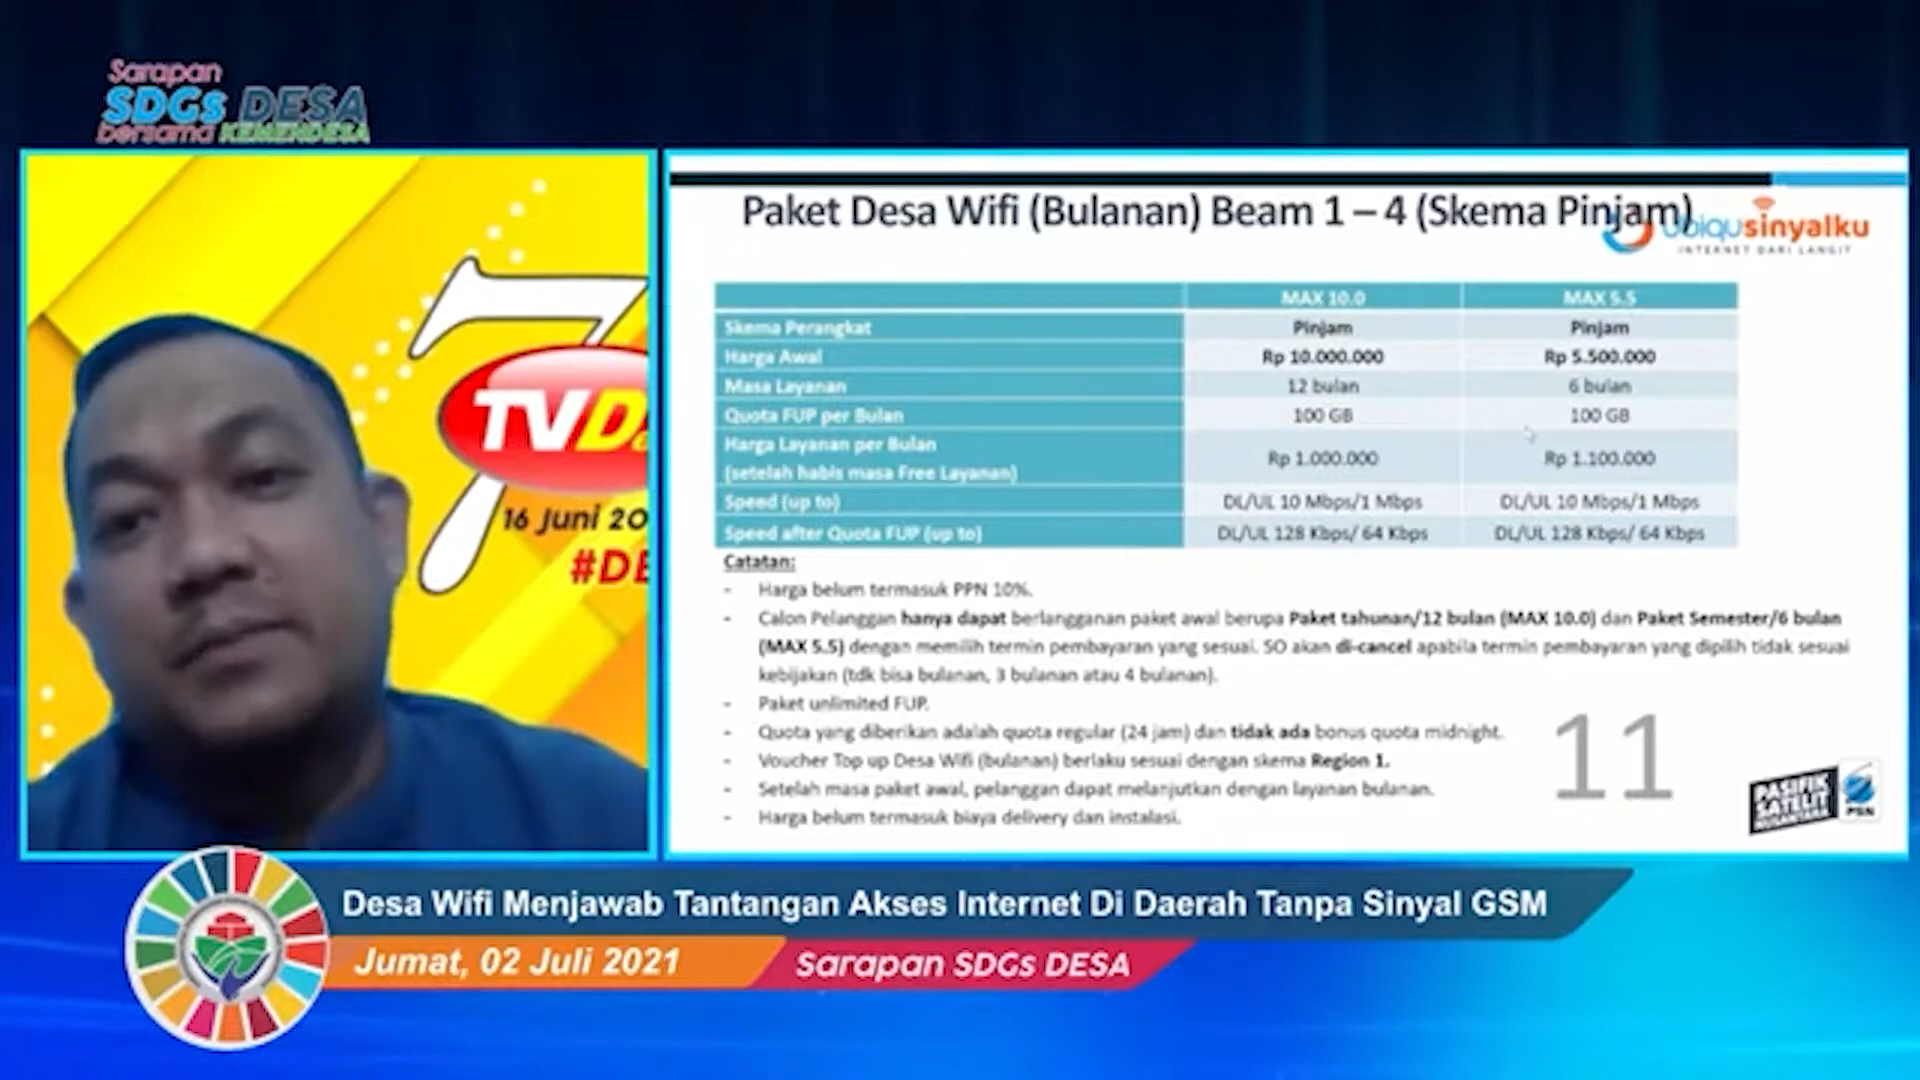 Sarapan
SDGs DESA
bersama KEMENDESA
7
TVDe
16 Juni 20
#DE
Paket Desa Wifi (Bulanan) Beam 1 – 4 (Skema Pinjam)
Ubiqusinyalku
INTERNET DARI LANGIT
MAX 10.0 MAX 5.5
Skema Perangkat Pinjam Pinjam
Harga Awal Rp 10.000.000 Rp 5.500.000
Masa Layanan 12 bulan 6 bulan
Quota FUP per Bulan 100 GB 100 GB
Harga Layanan per Bulan
(setelah habis masa Free Layanan) Rp 1.000.000 Rp 1.100.000
Speed (up to) DL/UL 10 Mbps/1 Mbps DL/UL 10 Mbps/1 Mbps
Speed after Quota FUP (up to) DL/UL 128 Kbps/ 64 Kbps DL/UL 128 Kbps/ 64 Kbps
Catatan:
- Harga belum termasuk PPN 10%.
- Calon Pelanggan hanya dapat berlangganan paket awal berupa Paket tahunan/12 bulan (MAX 10.0) dan Paket Semester/6 bulan
(MAX 5.5) dengan memilih termin pembayaran yang sesuai. SO akan di-cancel apabila termin pembayaran yang dipilih tidak sesuai
kebijakan (tdk bisa bulanan, 3 bulanan atau 4 bulanan).
- Paket unlimited FUP.
- Quota yang diberikan adalah quota regular (24 jam) dan tidak ada bonus quota midnight.
- Voucher Top up Desa Wifi (bulanan) berlaku sesuai dengan skema Region 1.
- Setelah masa paket awal, pelanggan dapat melanjutkan dengan layanan bulanan.
- Harga belum termasuk biaya delivery dan instalasi.
11
PASIFIK
SATELIT
NUSANTARA
PSN
Desa Wifi Menjawab Tantangan Akses Internet Di Daerah Tanpa Sinyal GSM
Jumat, 02 Juli 2021
Sarapan SDGs DESA